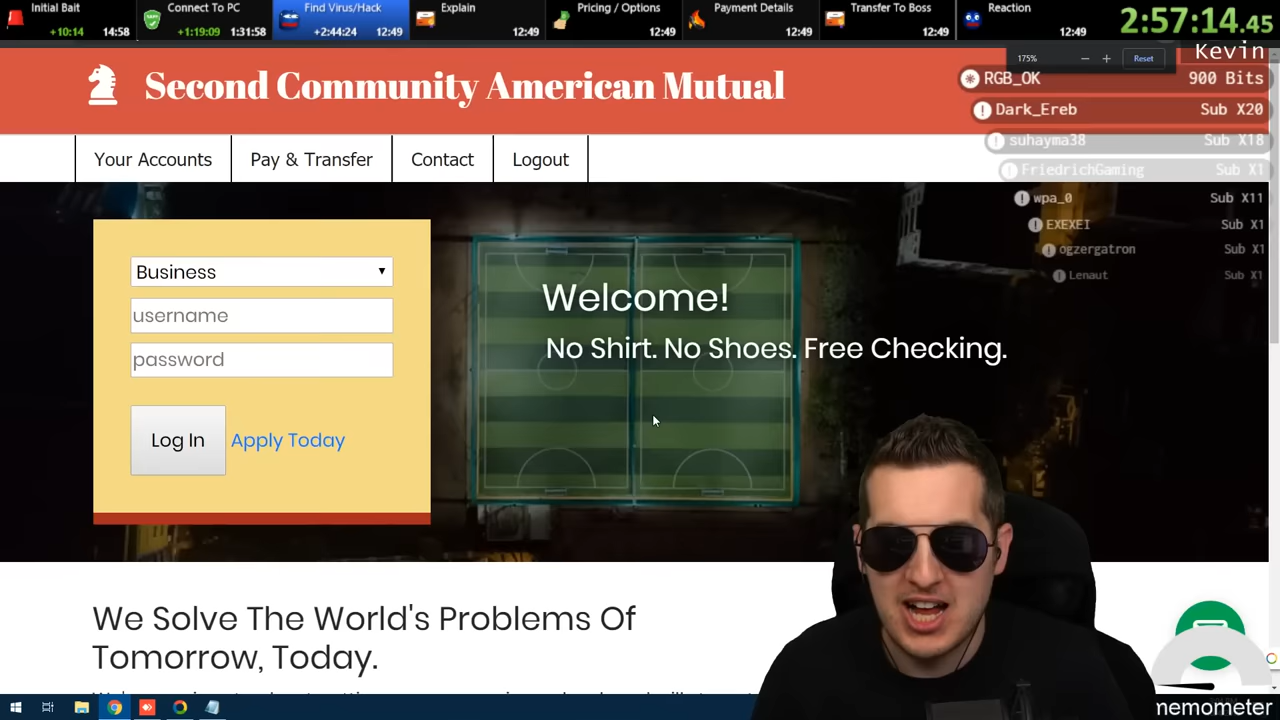 Initial Bait
+10:14 14:58
Connect To PC
+1:19:09 1:31:58
Find Virus/Hack
+2:44:24 12:49
Explain
12:49
Pricing / Options
12:49
Payment Details
12:49
Transfer To Boss
12:49
Reaction
12:49
2:57:14.45
Kevin
175% Reset
RGB_OK 900 Bits
Dark_Ereb Sub X20
suhayma38 Sub X18
FriedrichGaming Sub X1
wpa_0 Sub X11
EXEXEI Sub X1
ogzergatron Sub X1
Lenaut Sub X1
Second Community American Mutual
Your Accounts Pay & Transfer Contact Logout
Business
username
password
Log In Apply Today
Welcome!
No Shirt. No Shoes. Free Checking.
We Solve The World's Problems Of
Tomorrow, Today.
nemometer